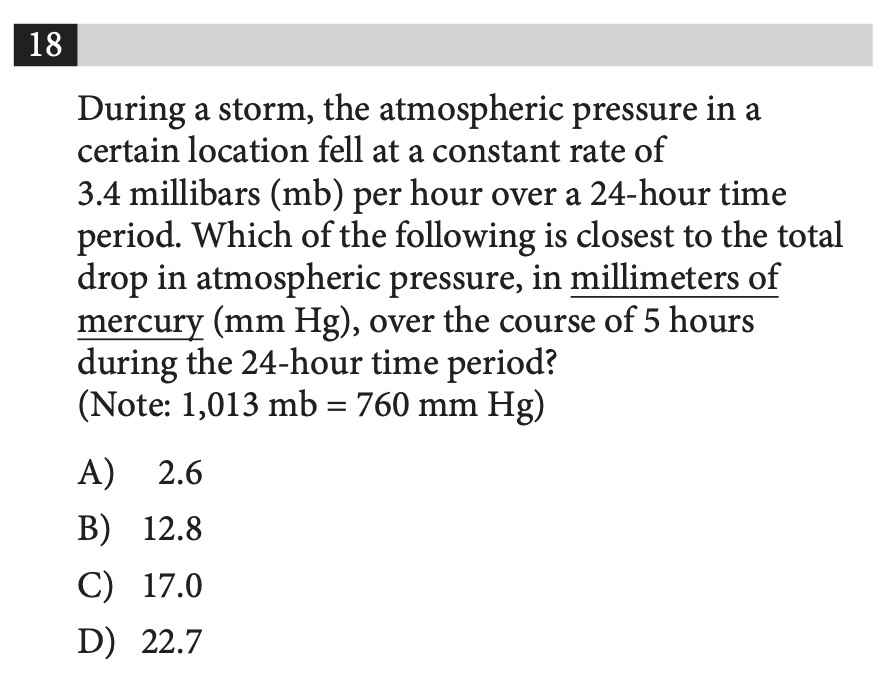 18
During a storm, the atmospheric pressure in a
certain location fell at a constant rate of
3.4 millibars (mb) per hour over a 24-hour time
period. Which of the following is closest to the total
drop in atmospheric pressure, in millimeters of
mercury (mm Hg), over the course of 5 hours
during the 24-hour time period?
(Note: 1,013 mb = 760 mm Hg)
A) 2.6
B) 12.8
C) 17.0
D) 22.7